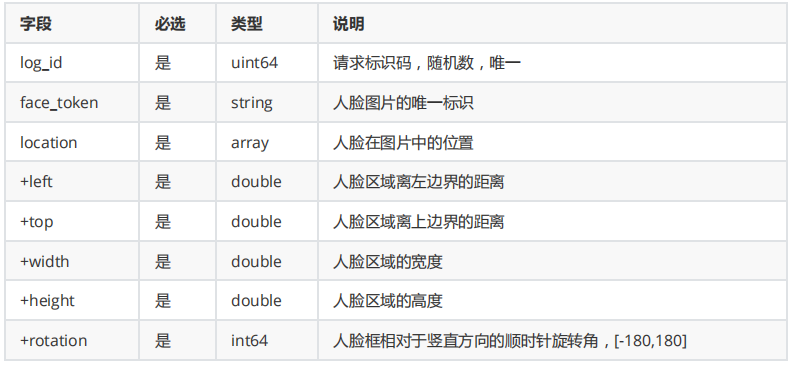 字段 必选 类型 说明
log_id 是 uint64 请求标识码，随机数，唯一
face_token 是 string 人脸图片的唯一标识
location 是 array 人脸在图片中的位置
+left 是 double 人脸区域离左边界的距离
+top 是 double 人脸区域离上边界的距离
+width 是 double 人脸区域的宽度
+height 是 double 人脸区域的高度
+rotation 是 int64 人脸框相对于竖直方向的顺时针旋转角，[-180,180]